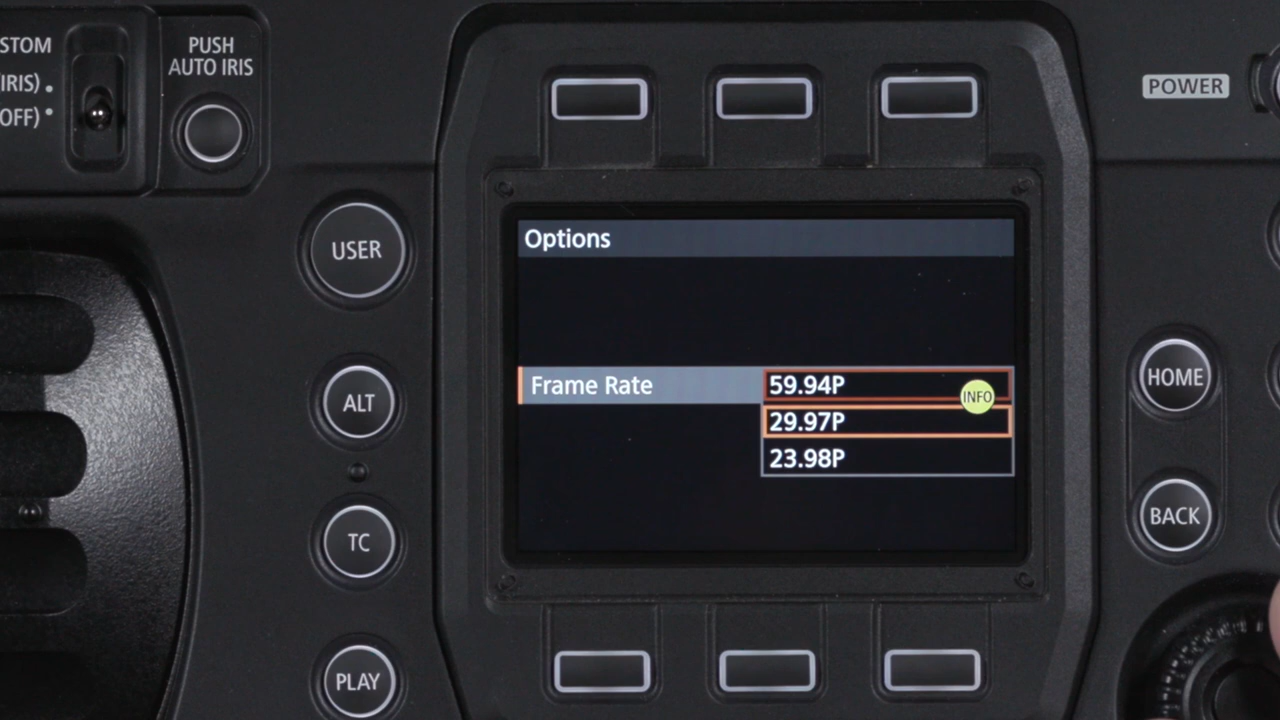 STOM
IRIS)
OFF)
PUSH
AUTO IRIS
POWER
USER
ALT
TC
PLAY
Options
Frame Rate
59.94P
INFO
29.97P
23.98P
HOME
BACK